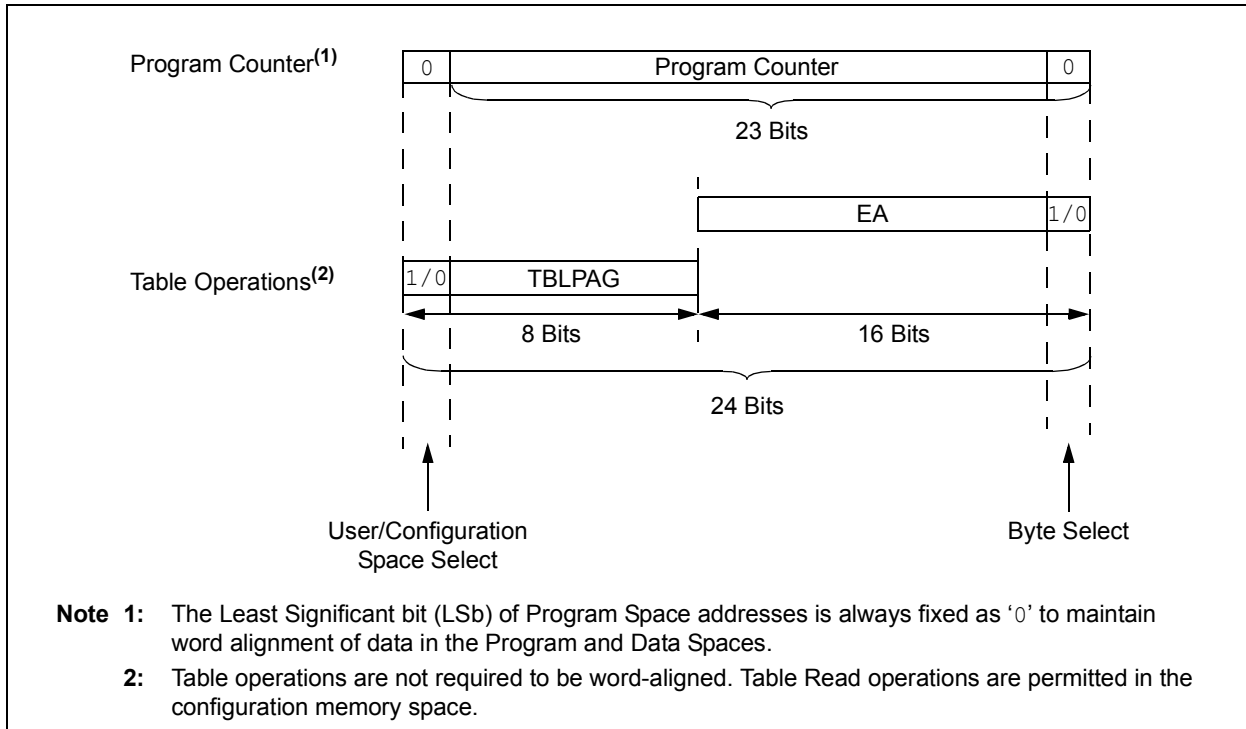 Program Counter(1)
0 Program Counter 0
23 Bits
EA 1/0
Table Operations(2)
1/0 TBLPAG
8 Bits 16 Bits
24 Bits
User/Configuration
Space Select
Byte Select
Note 1: The Least Significant bit (LSb) of Program Space addresses is always fixed as ‘0’ to maintain
word alignment of data in the Program and Data Spaces.
2: Table operations are not required to be word-aligned. Table Read operations are permitted in the
configuration memory space.